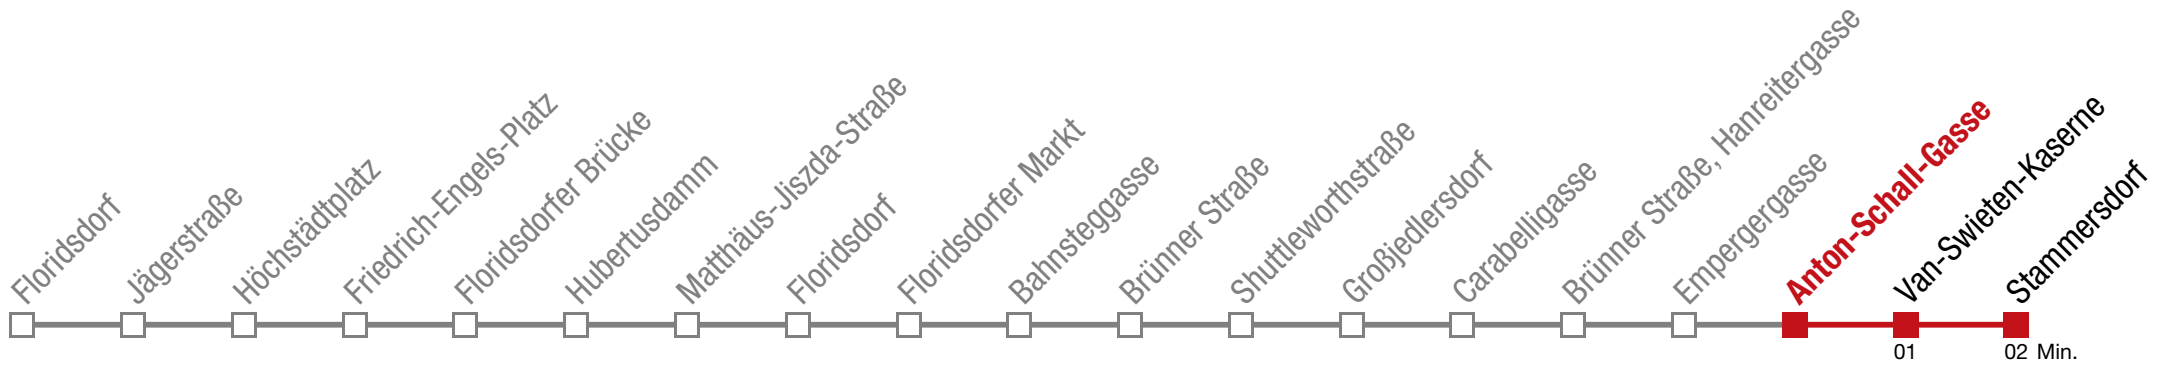 Floridsdorf
Jägerstraße
Höchstädtplatz
Friedrich-Engels-Platz
Floridsdorfer Brücke
Hubertusdamm
Matthäus-Jiszda-Straße
Floridsdorf
Floridsdorfer Markt
Bahnsteggasse
Brünner Straße
Shuttleworthstraße
Großjedlersdorf
Carabelligasse
Brünner Straße, Hanreitergasse
Empergergasse
Anton-Schall-Gasse
Van-Swieten-Kaserne
Stammersdorf
01
02 Min.